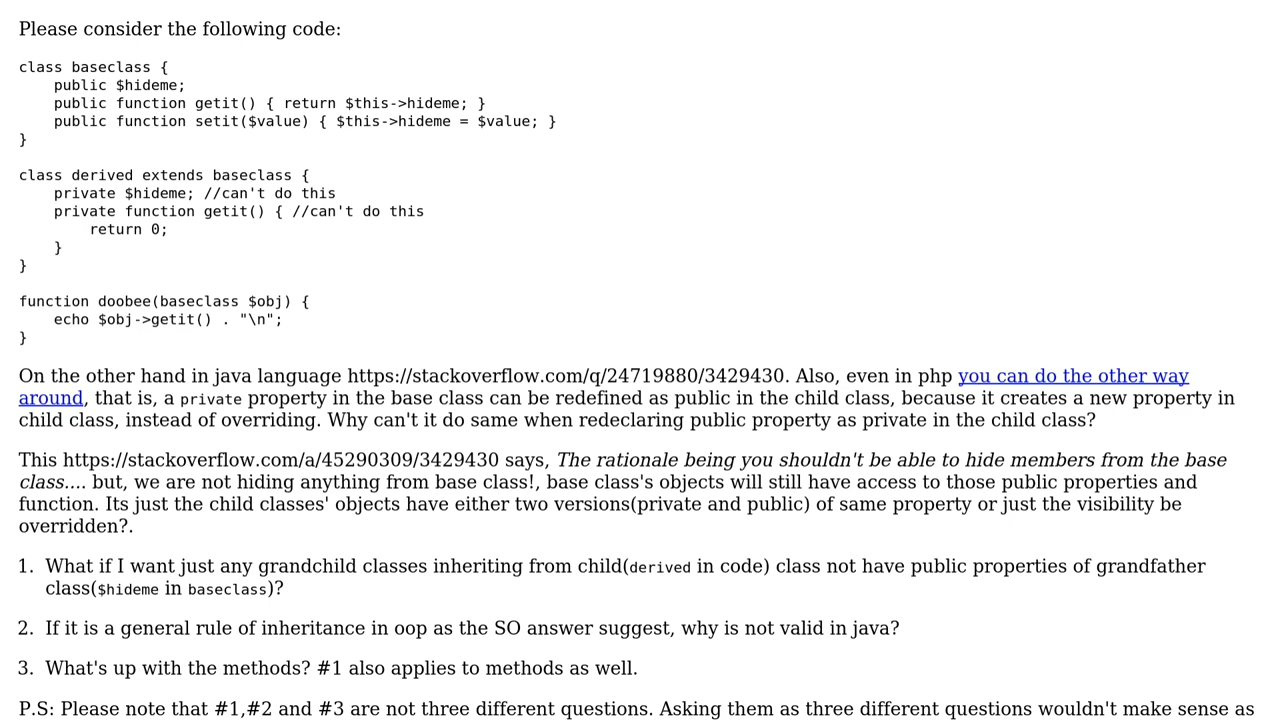 Please consider the following code:
class baseclass {
    public $hideme;
    public function getit() { return $this->hideme; }
    public function setit($value) { $this->hideme = $value; }
}
class derived extends baseclass {
    private $hideme; //can't do this
    private function getit() { //can't do this
        return 0;
    }
}
function doobee(baseclass $obj) {
    echo $obj->getit() . "\n";
}
On the other hand in java language https://stackoverflow.com/q/24719880/3429430. Also, even in php you can do the other way
around, that is, a private property in the base class can be redefined as public in the child class, because it creates a new property in
child class, instead of overriding. Why can't it do same when redeclaring public property as private in the child class?
This https://stackoverflow.com/a/45290309/3429430 says, The rationale being you shouldn't be able to hide members from the base
class.... but, we are not hiding anything from base class!, base class's objects will still have access to those public properties and
function. Its just the child classes' objects have either two versions(private and public) of same property or just the visibility be
overridden?.
1. What if I want just any grandchild classes inheriting from child(derived in code) class not have public properties of grandfather
class($hideme in baseclass)?
2. If it is a general rule of inheritance in oop as the SO answer suggest, why is not valid in java?
3. What's up with the methods? #1 also applies to methods as well.
P.S: Please note that #1,#2 and #3 are not three different questions. Asking them as three different questions wouldn't make sense as